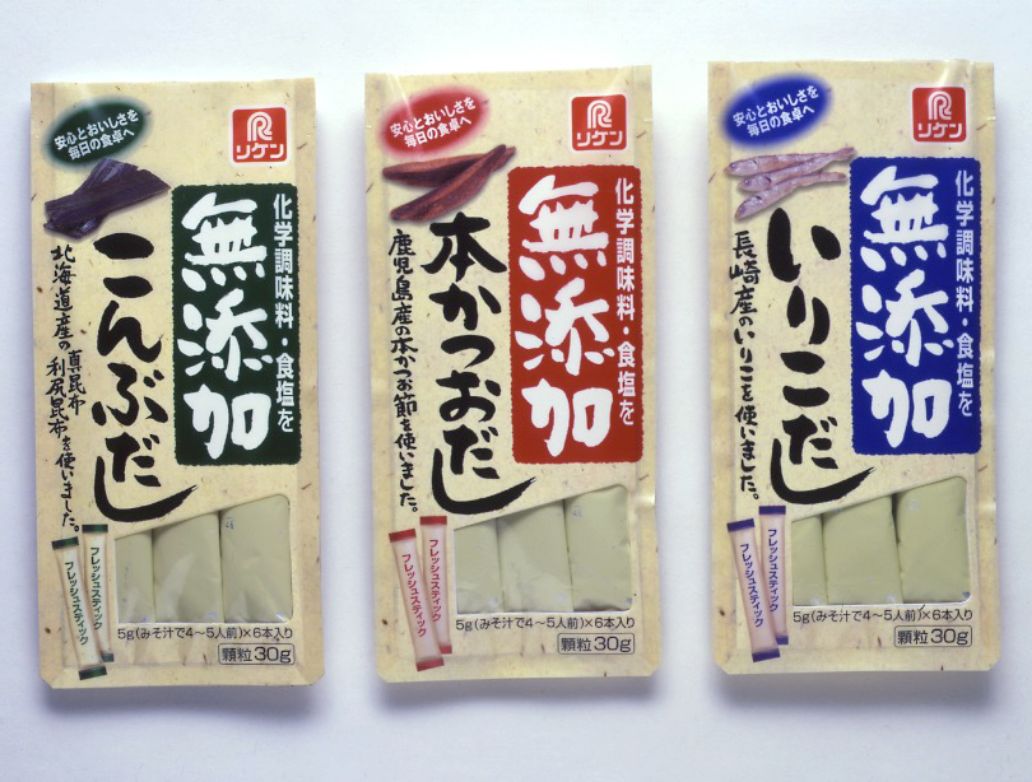 安心とおいしさを
毎日の食卓へ
リケン
化学調味料・食塩を
無添加
こんぶだし
北海道産の真昆布
利尻昆布を使いました。
フレッシュスティック
フレッシュスティック
5g(みそ汁で4〜5人前)×6本入り
顆粒30g
安心とおいしさを
毎日の食卓へ
リケン
化学調味料・食塩を
無添加
本かつおだし
鹿児島産の本かつお節を使いました。
フレッシュスティック
フレッシュスティック
5g(みそ汁で4〜5人前)×6本入り
顆粒30g
安心とおいしさを
毎日の食卓へ
リケン
化学調味料・食塩を
無添加
いりこだし
長崎産のいりこを使いました。
フレッシュスティック
フレッシュスティック
5g(みそ汁で4〜5人前)×6本入り
顆粒30g